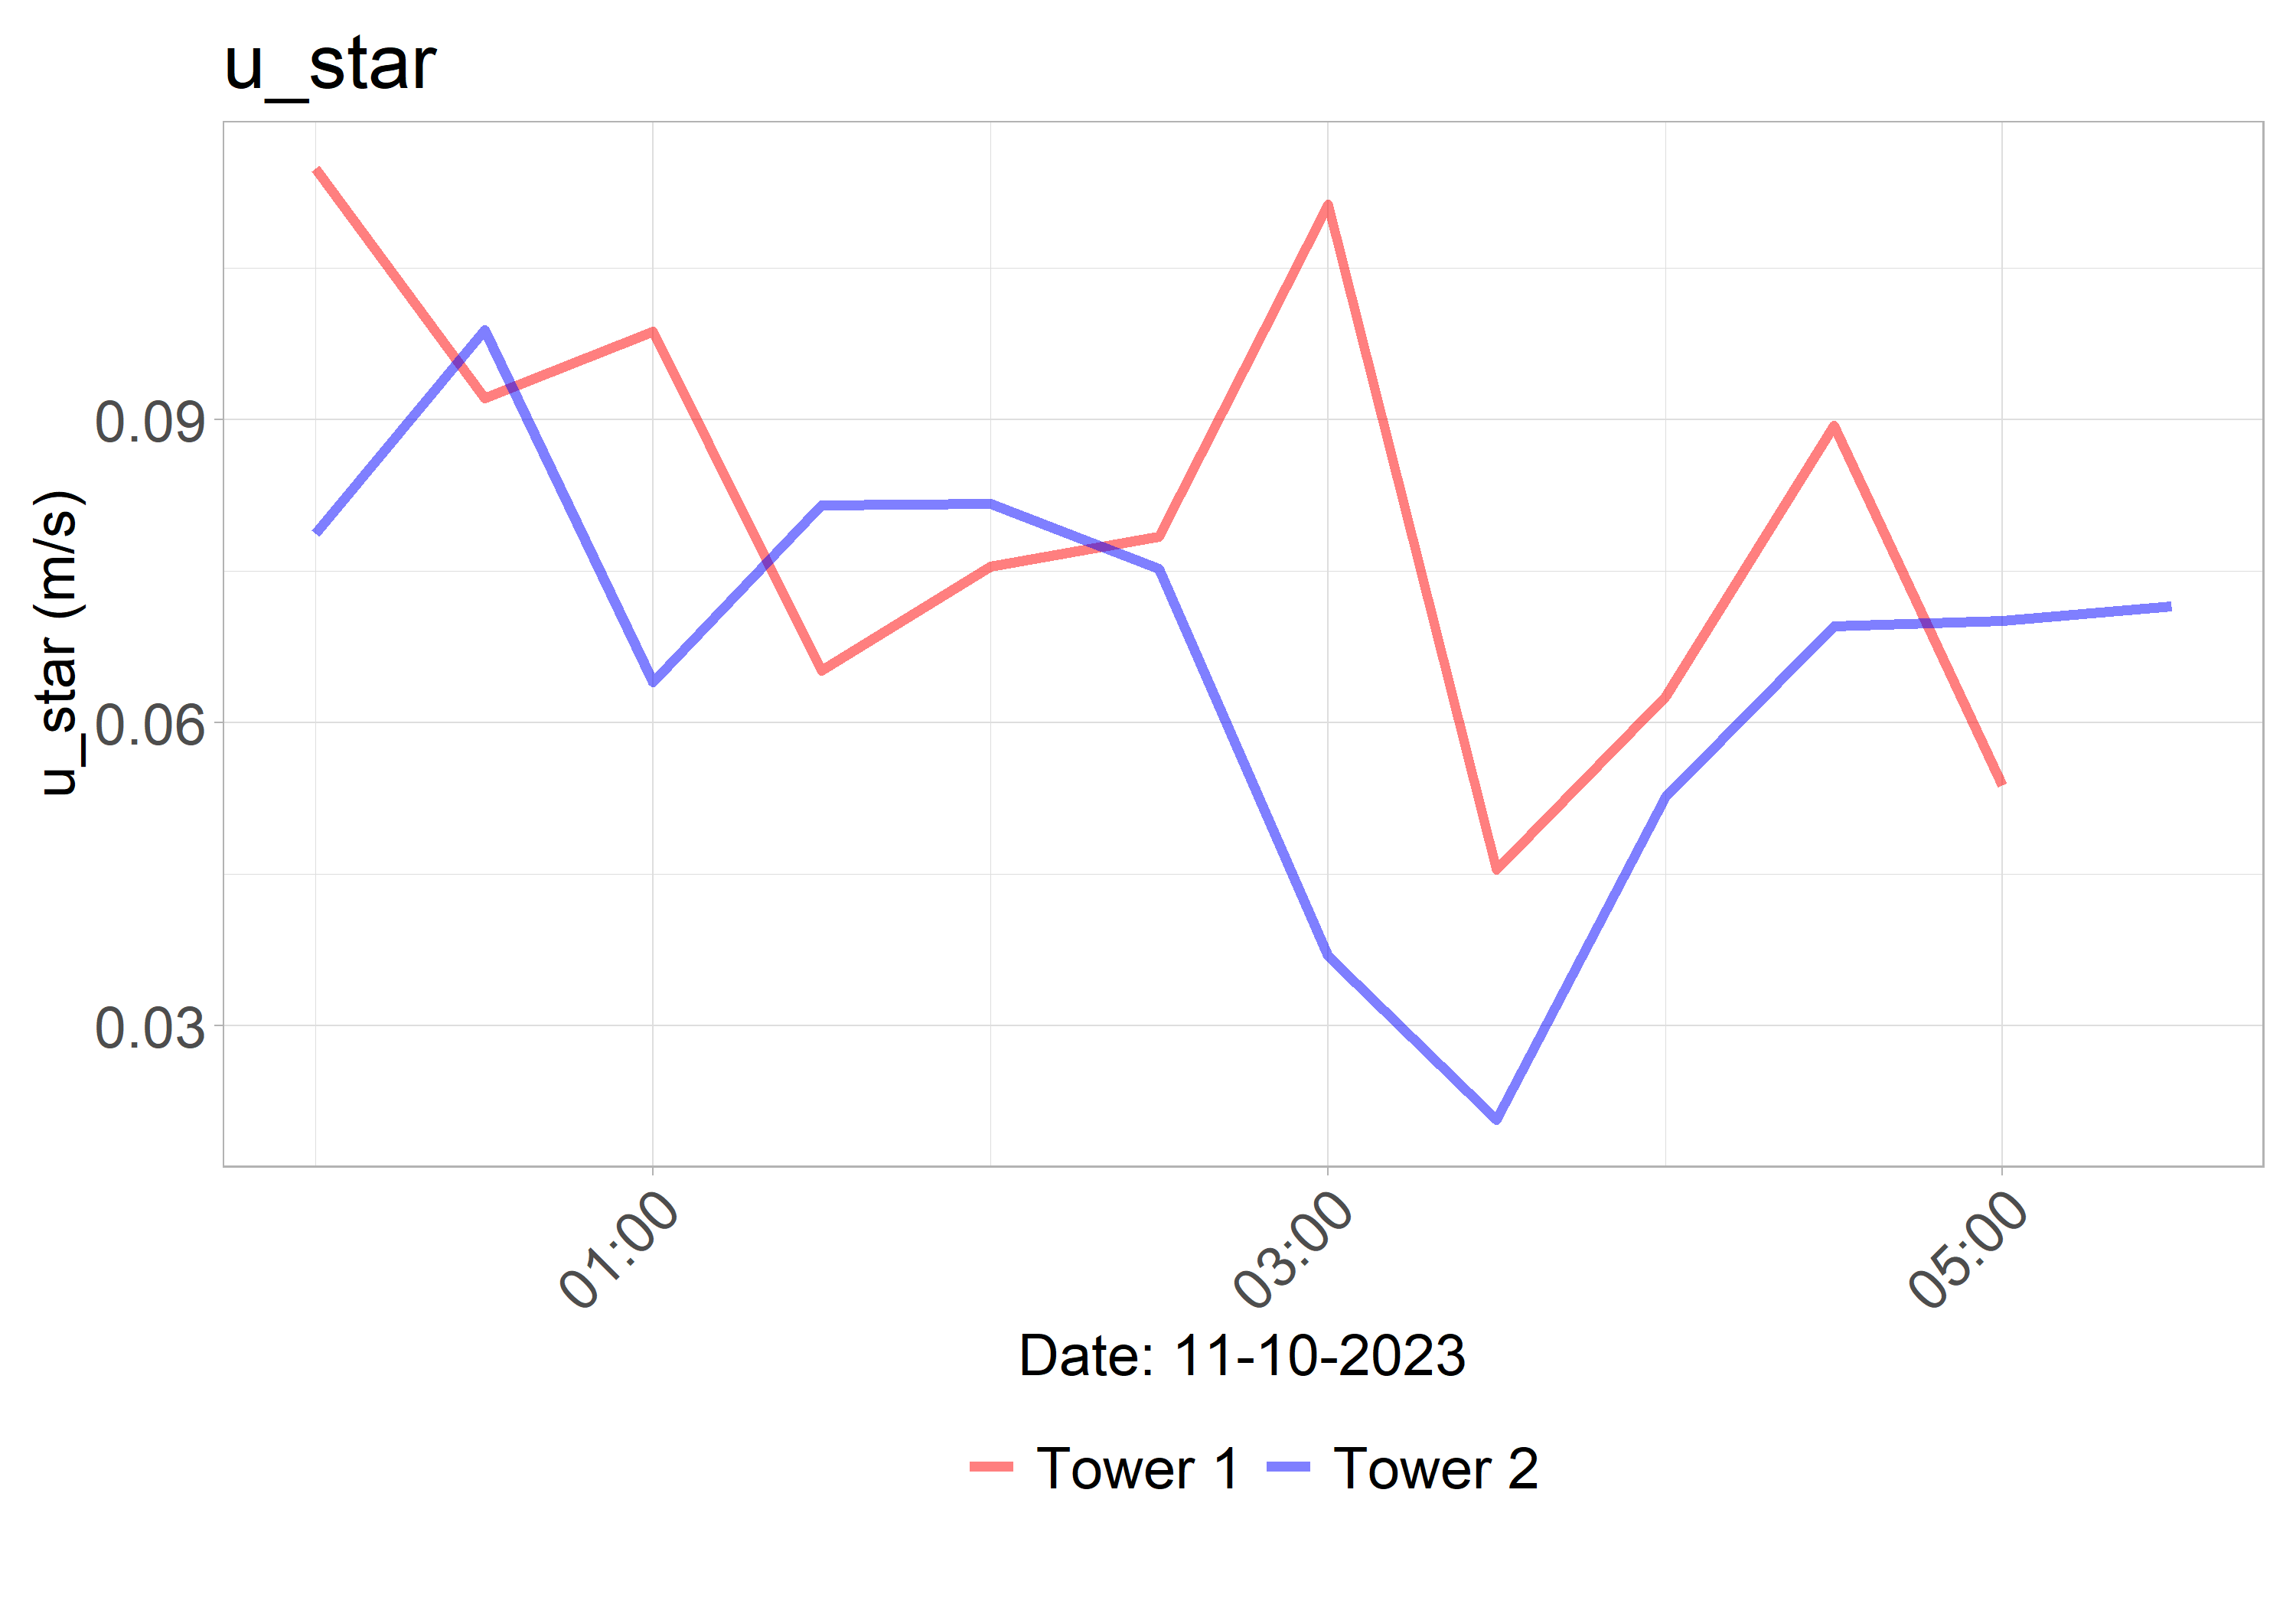 u_star
u_star (m/s)
0.09
0.06
0.03
01:00
03:00
05:00
Date: 11-10-2023
Tower 1
Tower 2